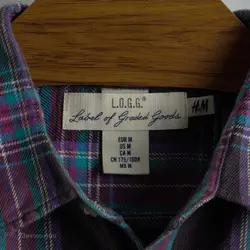 L.O.G.G.®
Label of Graded Goods
H&M
EUR M
US M
CA M
CN 175/100A
MX M